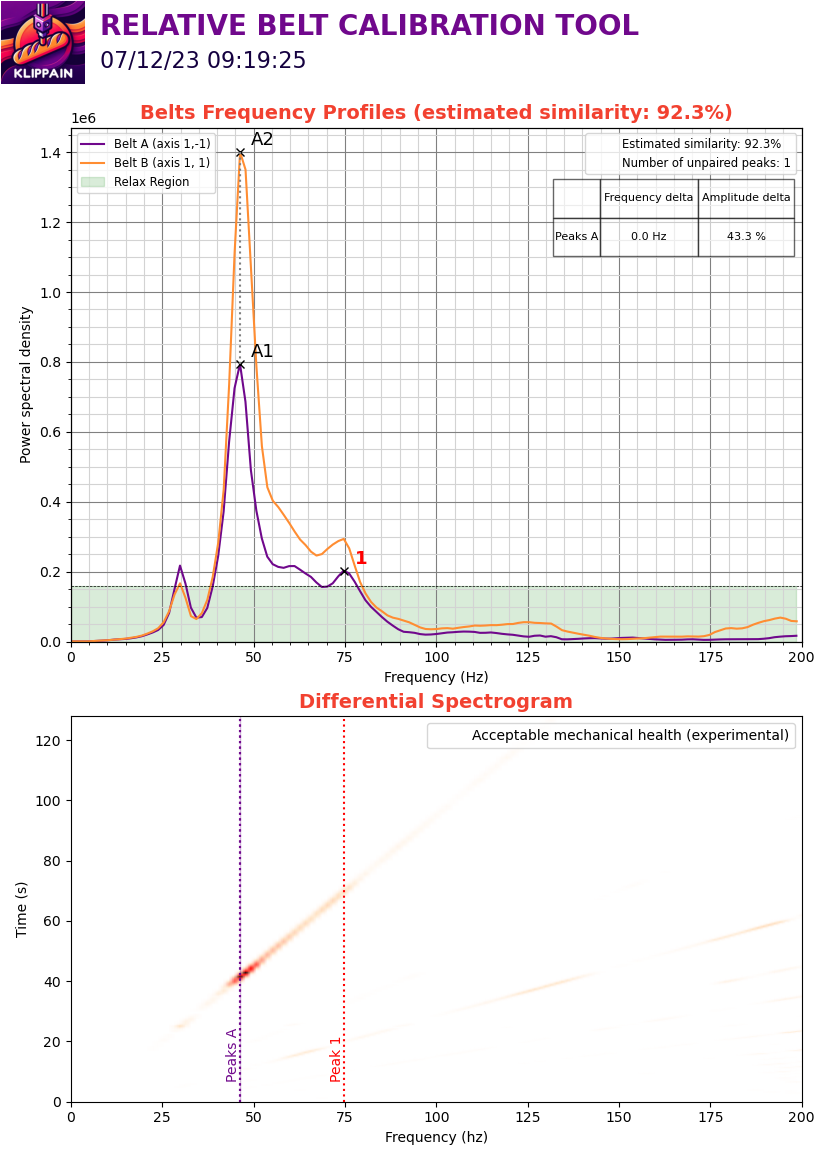 KLIPPAIN
RELATIVE BELT CALIBRATION TOOL
07/12/23 09:19:25
Belts Frequency Profiles (estimated similarity: 92.3%)
1e6
Belt A (axis 1,-1)
Belt B (axis 1, 1)
Relax Region
Estimated similarity: 92.3%
Number of unpaired peaks: 1
Frequency delta Amplitude delta
Peaks A 0.0 Hz 43.3 %
A2
A1
1
1.4
1.2
1.0
0.8
0.6
0.4
0.2
0.0
Power spectral density
0 25 50 75 100 125 150 175 200
Frequency (Hz)
Differential Spectrogram
Acceptable mechanical health (experimental)
120
100
80
60
40
20
0
Time (s)
Peaks A
Peak 1
0 25 50 75 100 125 150 175 200
Frequency (hz)